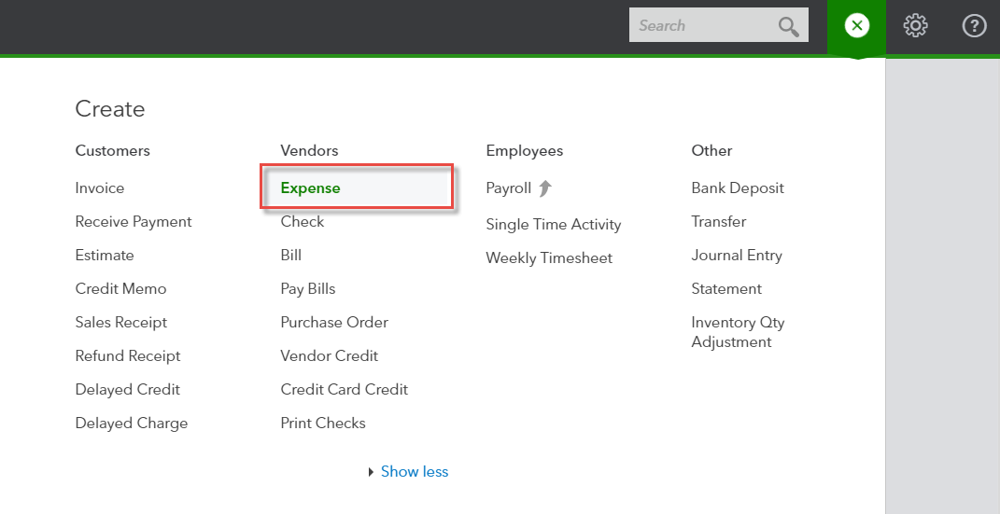 Search
Create
Customers
Invoice
Receive Payment
Estimate
Credit Memo
Sales Receipt
Refund Receipt
Delayed Credit
Delayed Charge
Vendors
Expense
Check
Bill
Pay Bills
Purchase Order
Vendor Credit
Credit Card Credit
Print Checks
Employees
Payroll
Single Time Activity
Weekly Timesheet
Other
Bank Deposit
Transfer
Journal Entry
Statement
Inventory Qty
Adjustment
Show less